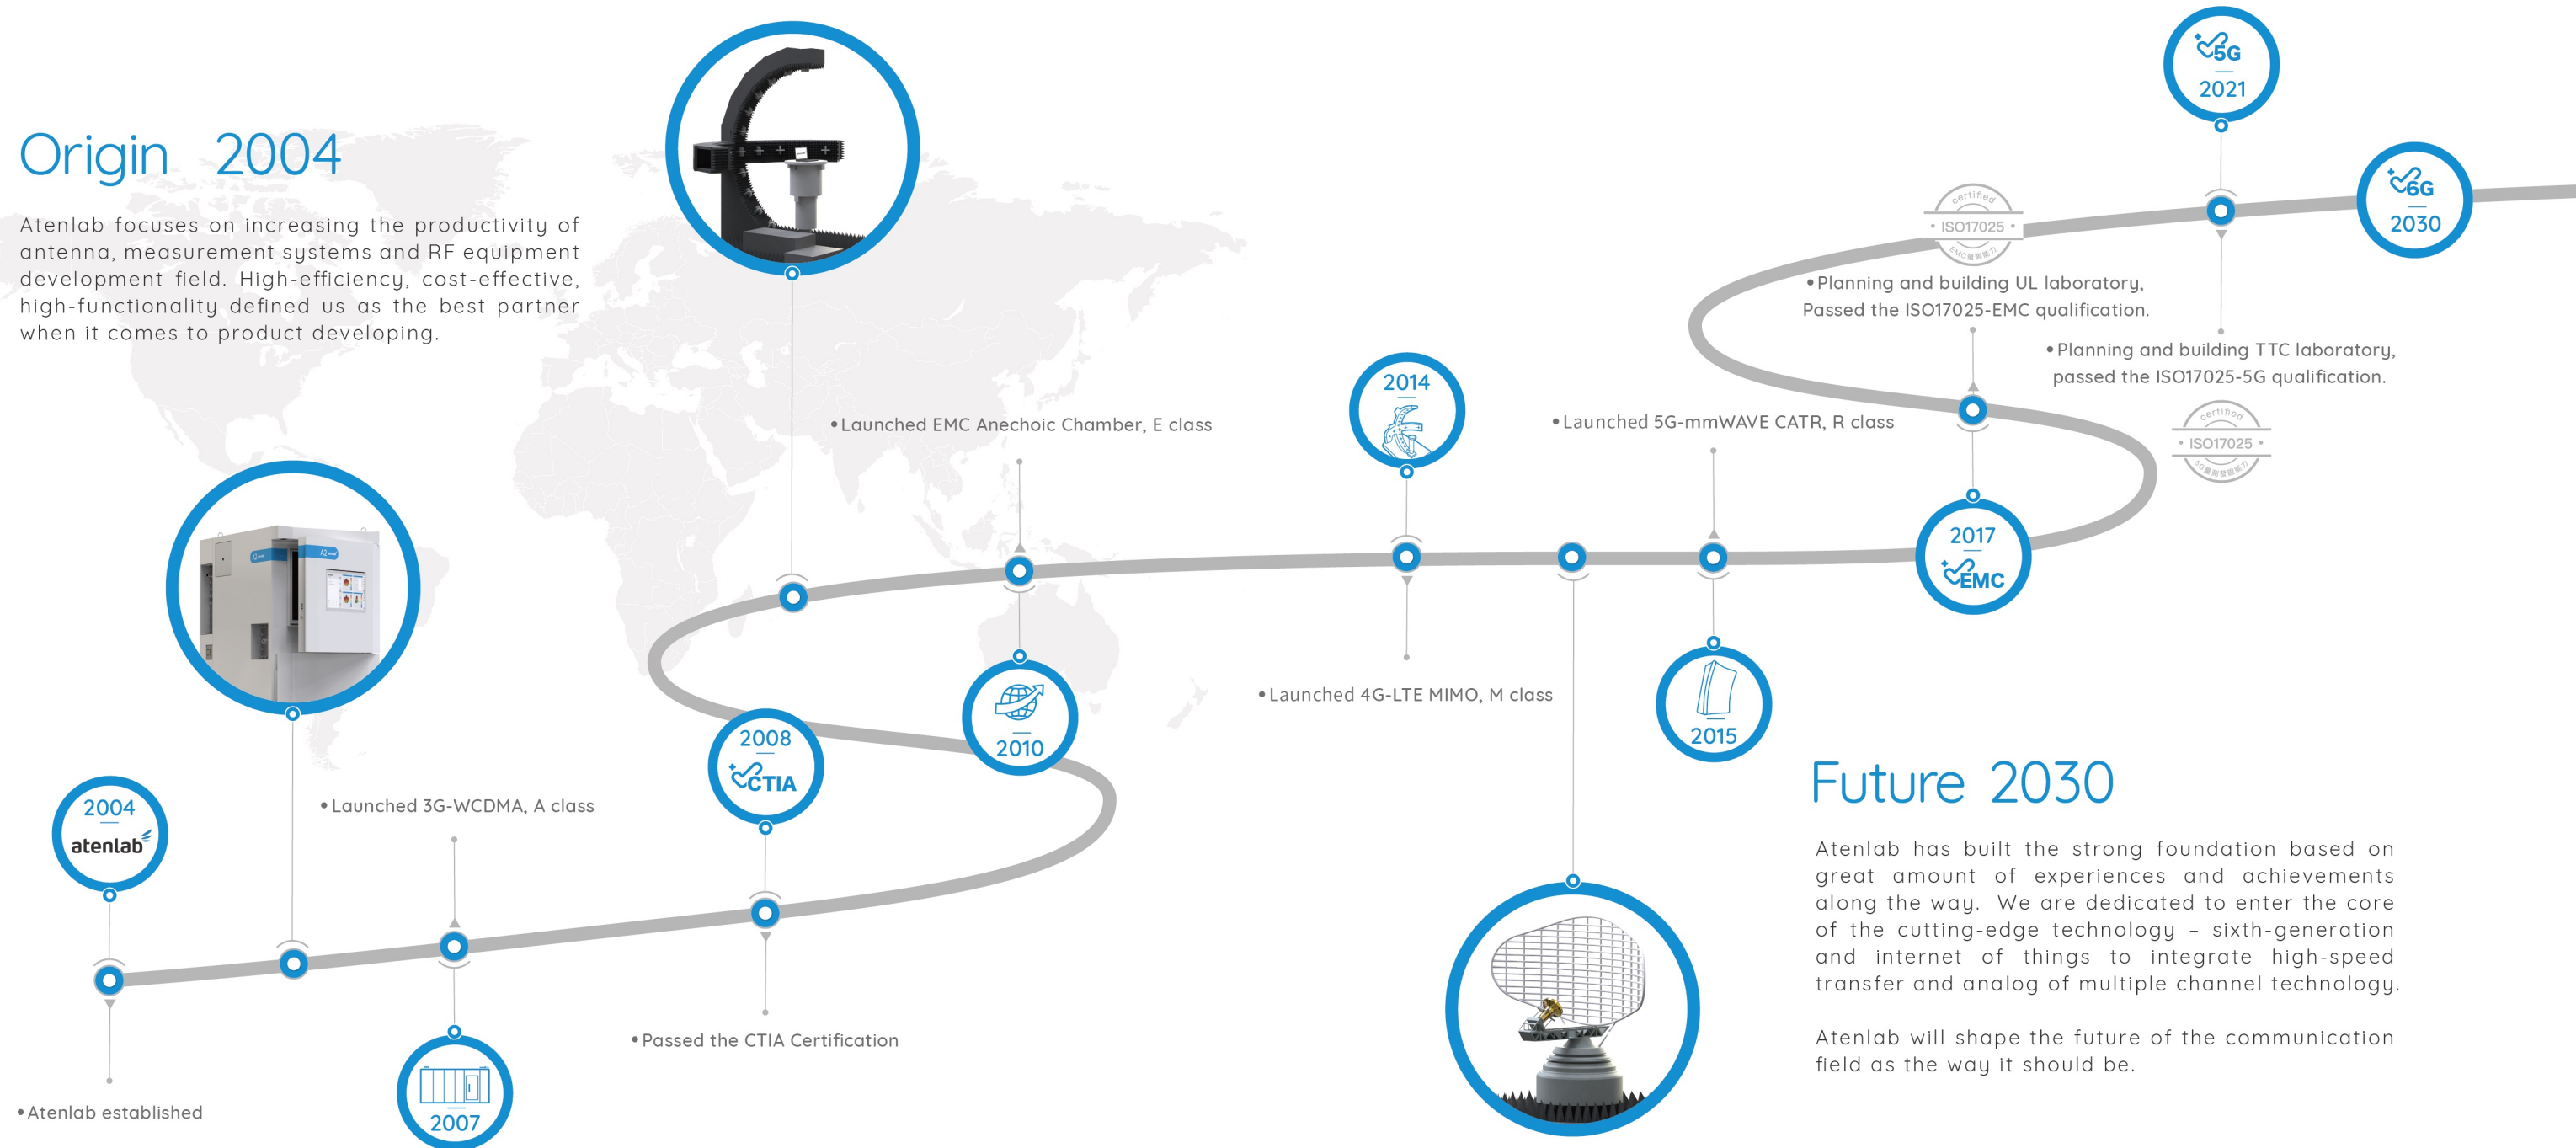 Origin 2004
Atenlab focuses on increasing the productivity of
antenna, measurement systems and RF equipment
development field. High-efficiency, cost-effective,
high-functionality defined us as the best partner
when it comes to product developing.
2004
atenlab
•Atenlab established
•Launched 3G-WCDMA, A class
2007
2008
CTIA
•Passed the CTIA Certification
•Launched EMC Anechoic Chamber, E class
2010
2014
•Launched 4G-LTE MIMO, M class
•Launched 5G-mmWAVE CATR, R class
2015
2017
EMC
certified
• ISO17025 •
EMC量測能力
•Planning and building UL laboratory,
Passed the ISO17025-EMC qualification.
5G
2021
•Planning and building TTC laboratory,
passed the ISO17025-5G qualification.
certified
• ISO17025 •
6G
2030
Future 2030
Atenlab has built the strong foundation based on
great amount of experiences and achievements
along the way. We are dedicated to enter the core
of the cutting-edge technology – sixth-generation
and internet of things to integrate high-speed
transfer and analog of multiple channel technology.
Atenlab will shape the future of the communication
field as the way it should be.